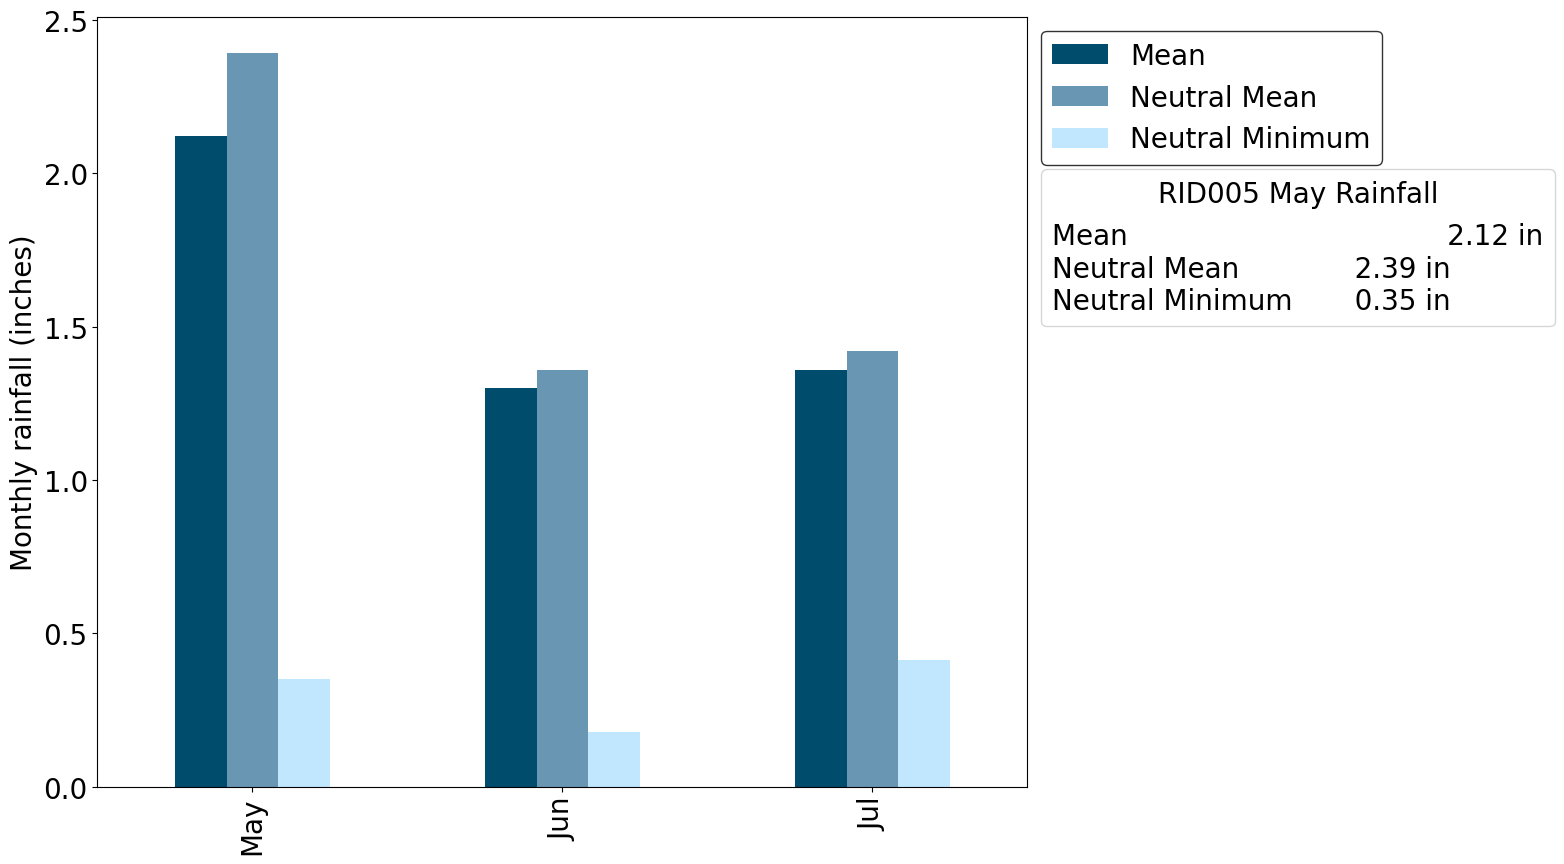 2.5
2.0
1.5
1.0
0.5
0.0
Monthly rainfall (inches)
May
Jun
Jul
Mean
Neutral Mean
Neutral Minimum
RID005 May Rainfall
Mean 2.12 in
Neutral Mean 2.39 in
Neutral Minimum 0.35 in